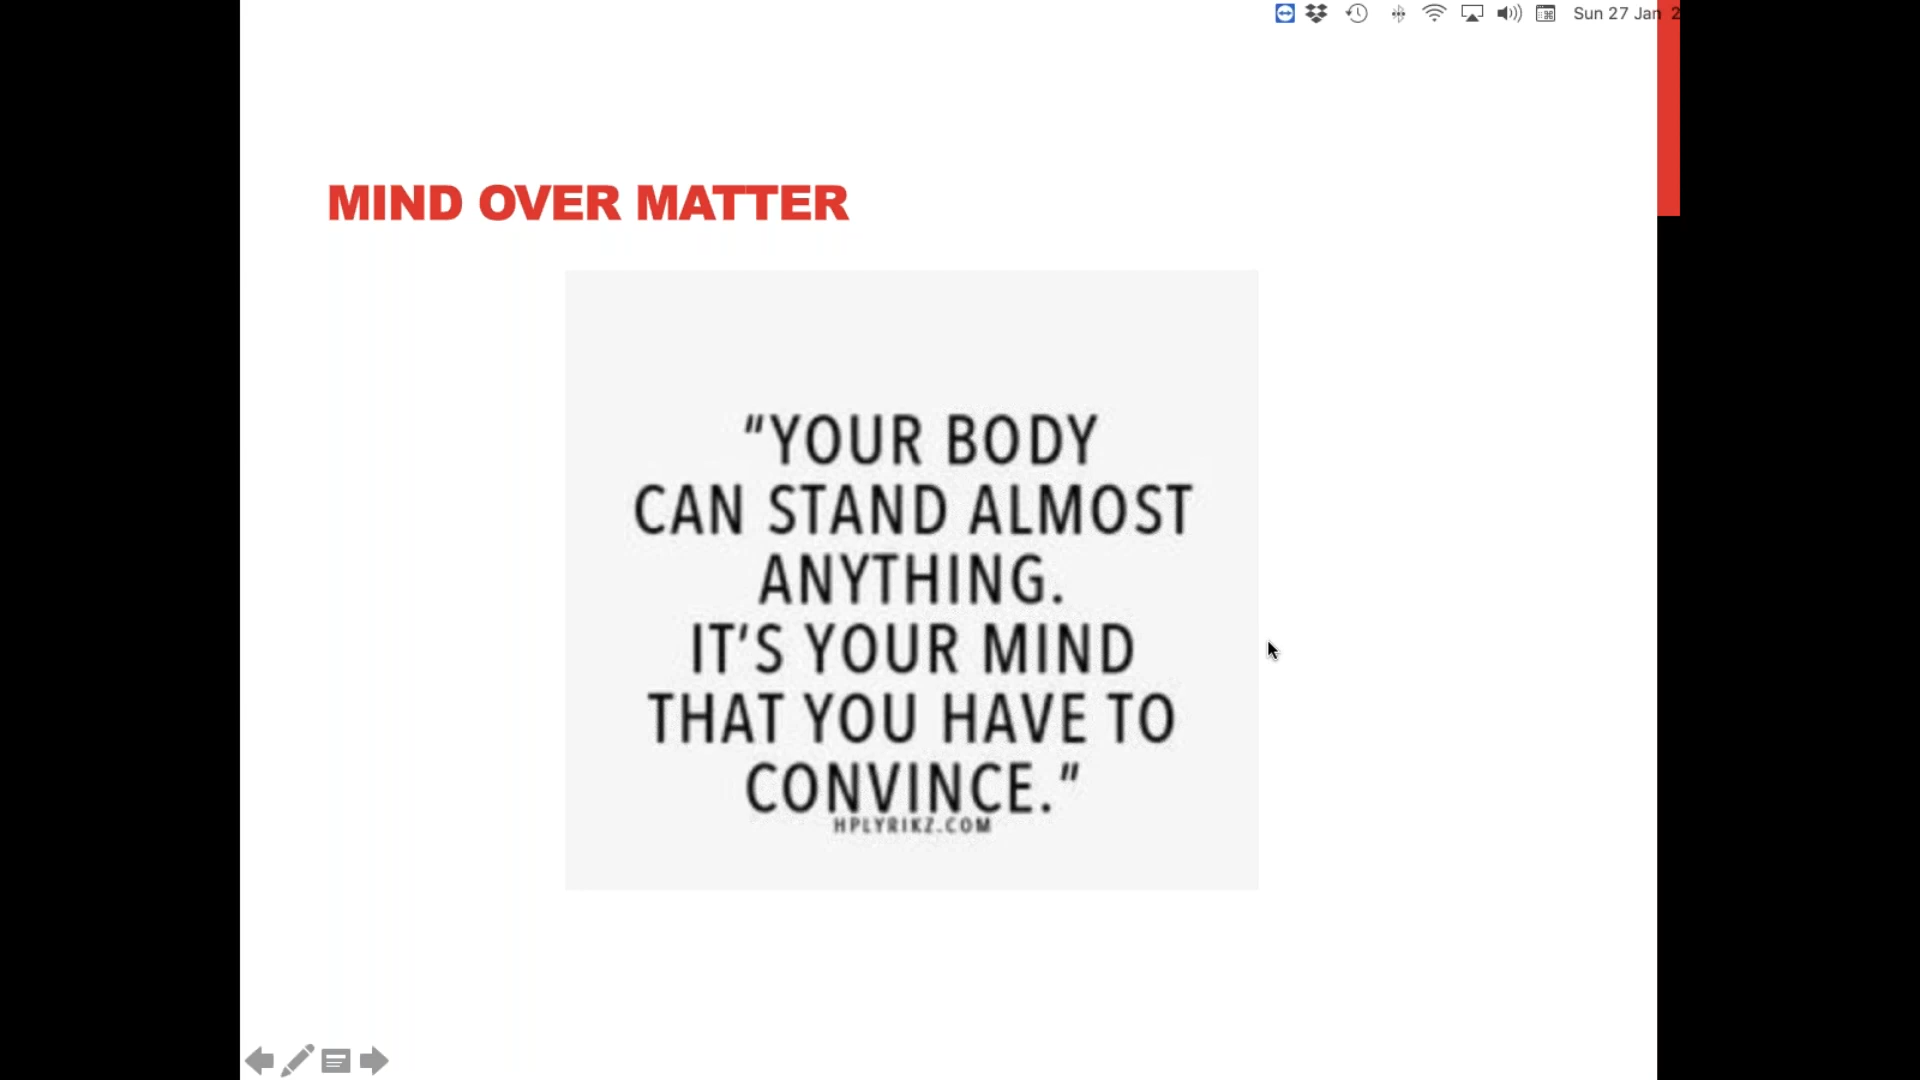 Sun 27 Jan 2
MIND OVER MATTER
"YOUR BODY
CAN STAND ALMOST
ANYTHING.
IT'S YOUR MIND
THAT YOU HAVE TO
CONVINCE."
HPLYRIKZ.COM